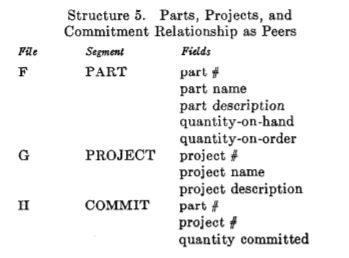 Structure 5. Parts, Projects, and
Commitment Relationship as Peers
File Segment Fields
F PART part #
part name
part description
quantity-on-hand
quantity-on-order
G PROJECT project #
project name
project description
H COMMIT part #
project #
quantity committed